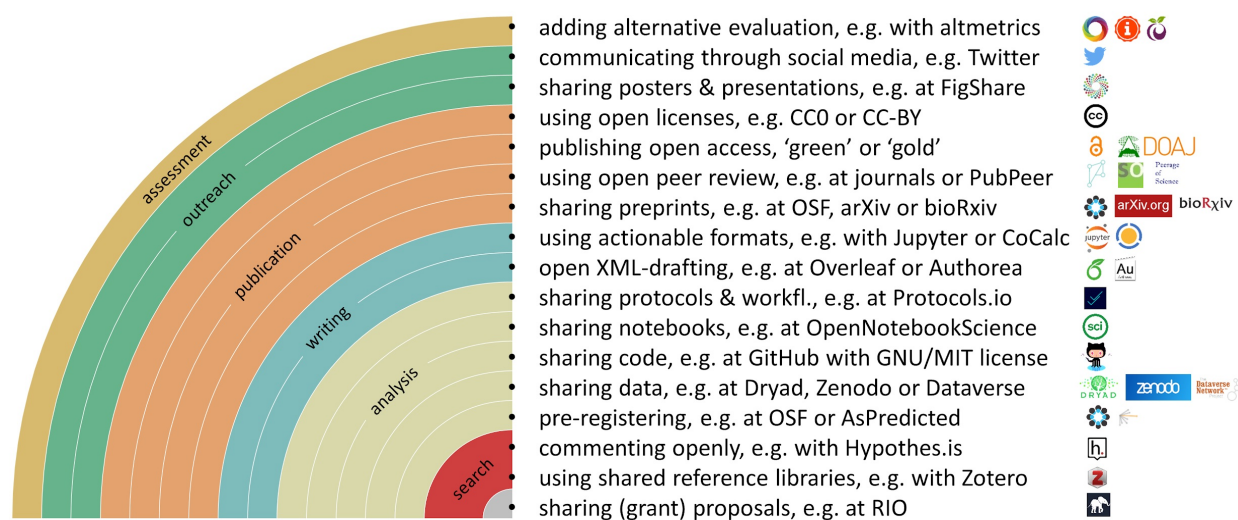 assessment
outreach
publication
writing
analysis
search
adding alternative evaluation, e.g. with altmetrics
communicating through social media, e.g. Twitter
sharing posters & presentations, e.g. at FigShare
using open licenses, e.g. CC0 or CC-BY
cc
publishing open access, ‘green’ or ‘gold’
DOAJ
using open peer review, e.g. at journals or PubPeer
SO
Peerage
of
Science
sharing preprints, e.g. at OSF, arXiv or bioRxiv
arXiv.org
bioRχiv
using actionable formats, e.g. with Jupyter or CoCalc
jupyter
open XML-drafting, e.g. at Overleaf or Authorea
Au
sharing protocols & workfl., e.g. at Protocols.io
sharing notebooks, e.g. at OpenNotebookScience
sci
sharing code, e.g. at GitHub with GNU/MIT license
sharing data, e.g. at Dryad, Zenodo or Dataverse
DRYAD
zenodo
Dataverse
Network
pre-registering, e.g. at OSF or AsPredicted
commenting openly, e.g. with Hypothes.is
h.
using shared reference libraries, e.g. with Zotero
Z
sharing (grant) proposals, e.g. at RIO